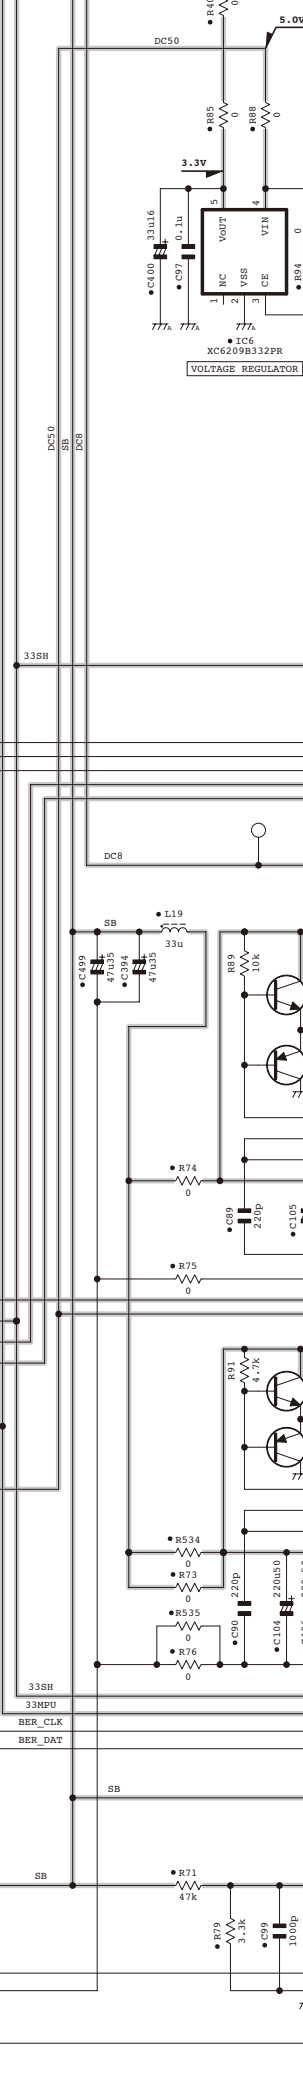 5.0V
DC50
R85
0
R88
0
3.3V
5
4
33u16
0.1u
VOUT
VIN
0
C400
C97
NC
VSS
CE
R94
1
2
3
A
A
A
IC6
XC6209B332PR
VOLTAGE REGULATOR
DC50
SB
DC8
33SH
DC8
L19
SB
33u
C499
47u35
C394
47u35
R89
10k
R74
0
C89
220p
C105
R75
0
R91
4.7k
R534
0
R73
0
R535
0
R76
0
220p
C90
220u50
C104
33SH
33MPU
BER_CLK
BER_DAT
SB
SB
R71
47k
R79
3.3k
C99
1000p